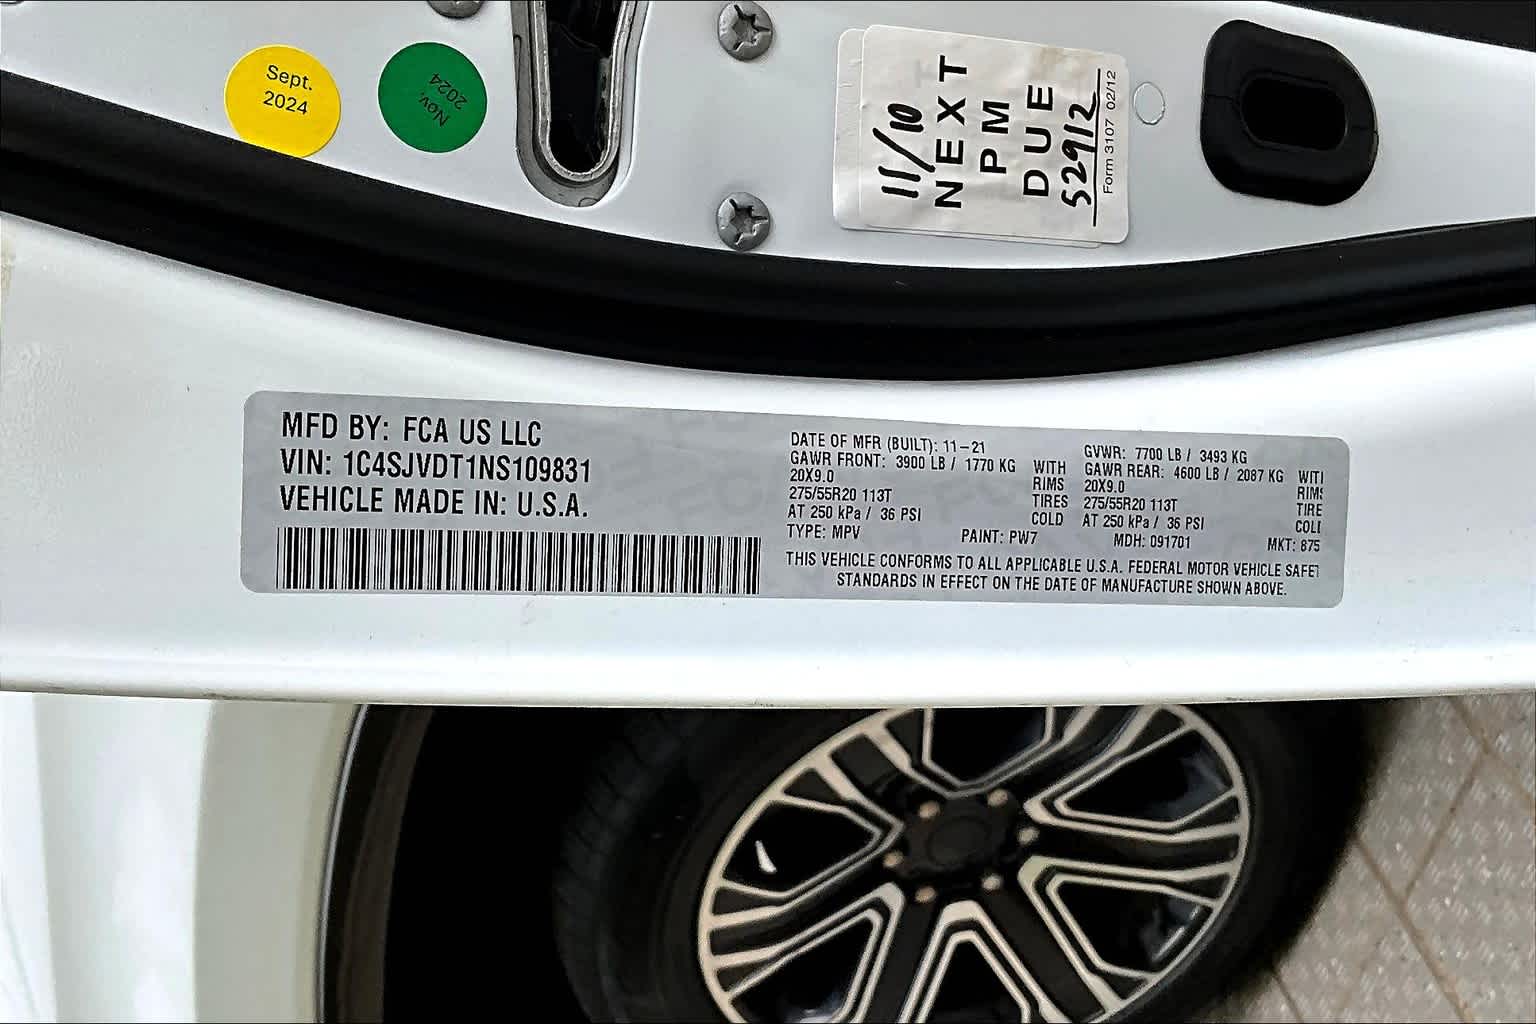 Sept.
2024
Nov.
2024
11/10
NEXT
PM
DUE
52912
Form 3107 02/12
MFD BY: FCA US LLC
VIN: 1C4SJVDT1NS109831
VEHICLE MADE IN: U.S.A.
DATE OF MFR (BUILT): 11-21
GAWR FRONT: 3900 LB / 1770 KG WITH
20X9.0 RIMS
275/55R20 113T TIRES
AT 250 kPa / 36 PSI COLD
GVWR: 7700 LB / 3493 KG
GAWR REAR: 4600 LB / 2087 KG WITH
20X9.0 RIMS
275/55R20 113T TIRE
AT 250 kPa / 36 PSI COLD
TYPE: MPV PAINT: PW7 MDH: 091701 MKT: 875
THIS VEHICLE CONFORMS TO ALL APPLICABLE U.S.A. FEDERAL MOTOR VEHICLE SAFET
STANDARDS IN EFFECT ON THE DATE OF MANUFACTURE SHOWN ABOVE.